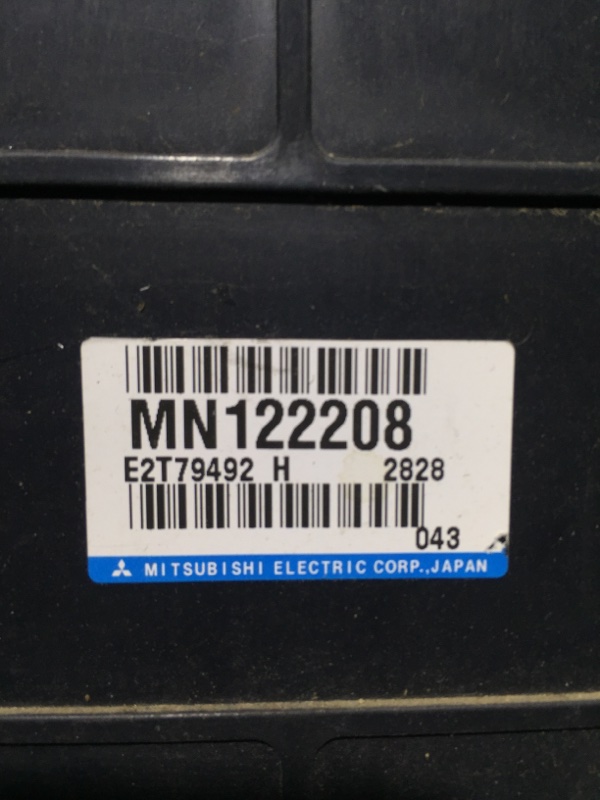 MN122208
E2T79492 H 2828
043
MITSUBISHI ELECTRIC CORP.,JAPAN